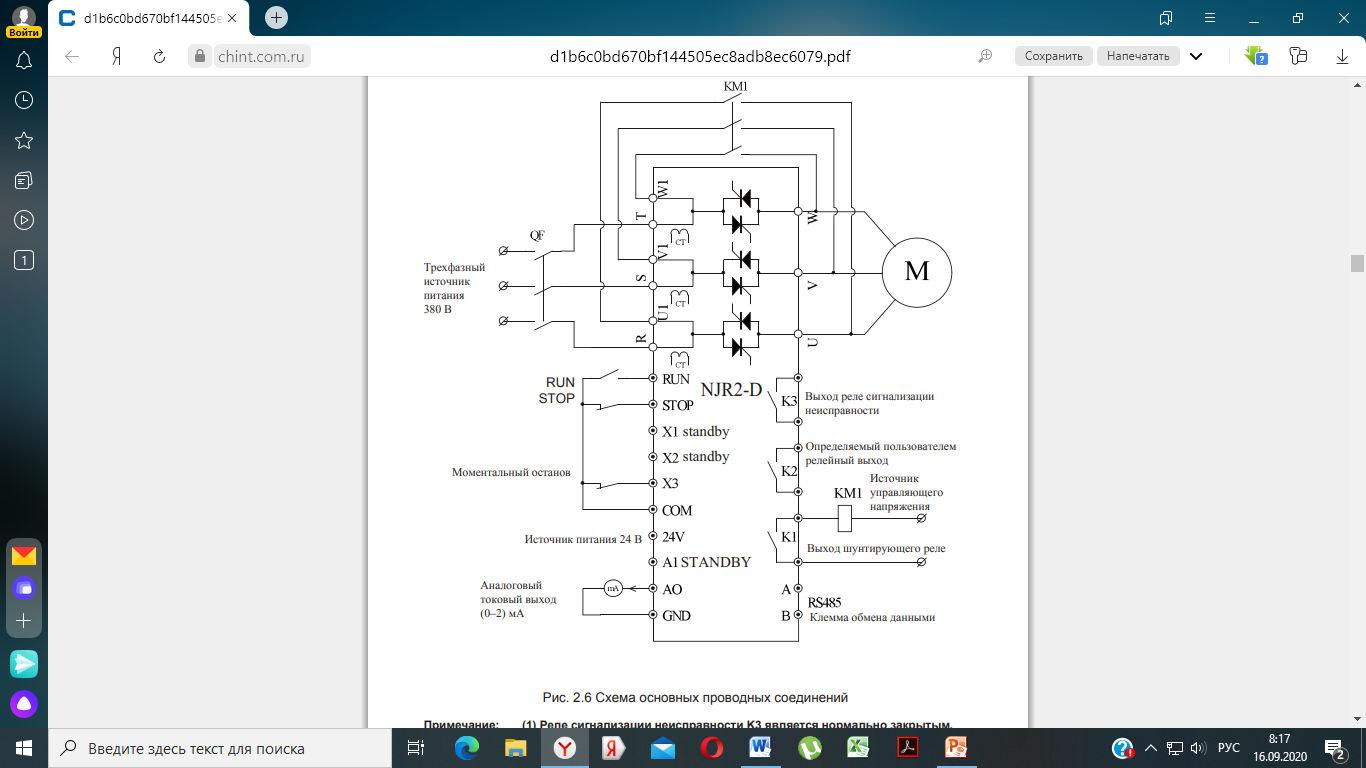 d1b6c0bd670bf144505e
Войти
chint.com.ru
d1b6c0bd670bf144505ec8adb8ec6079.pdf
Сохранить
Напечатать
1
KM1
W1
T
W
QF
CT
V1
S
V
M
Трехфазный
источник
питания
380 В
CT
U1
R
U
CT
RUN
STOP
RUN
NJR2-D
STOP
K3
Выход реле сигнализации
неисправности
X1 standby
X2 standby
K2
Определяемый пользователем
релейный выход
Моментальный останов
X3
KM1
Источник
управляющего
напряжения
COM
Источник питания 24 В
24V
K1
Выход шунтирующего реле
A1 STANDBY
Аналоговый
токовый выход
(0–2) мА
mA
AO
GND
A
B
RS485
Клемма обмена данными
Рис. 2.6 Схема основных проводных соединений
Примечание: (1) Реле сигнализации неисправности K3 является нормально закрытым.
Введите здесь текст для поиска
РУС
8:17
16.09.2020
2